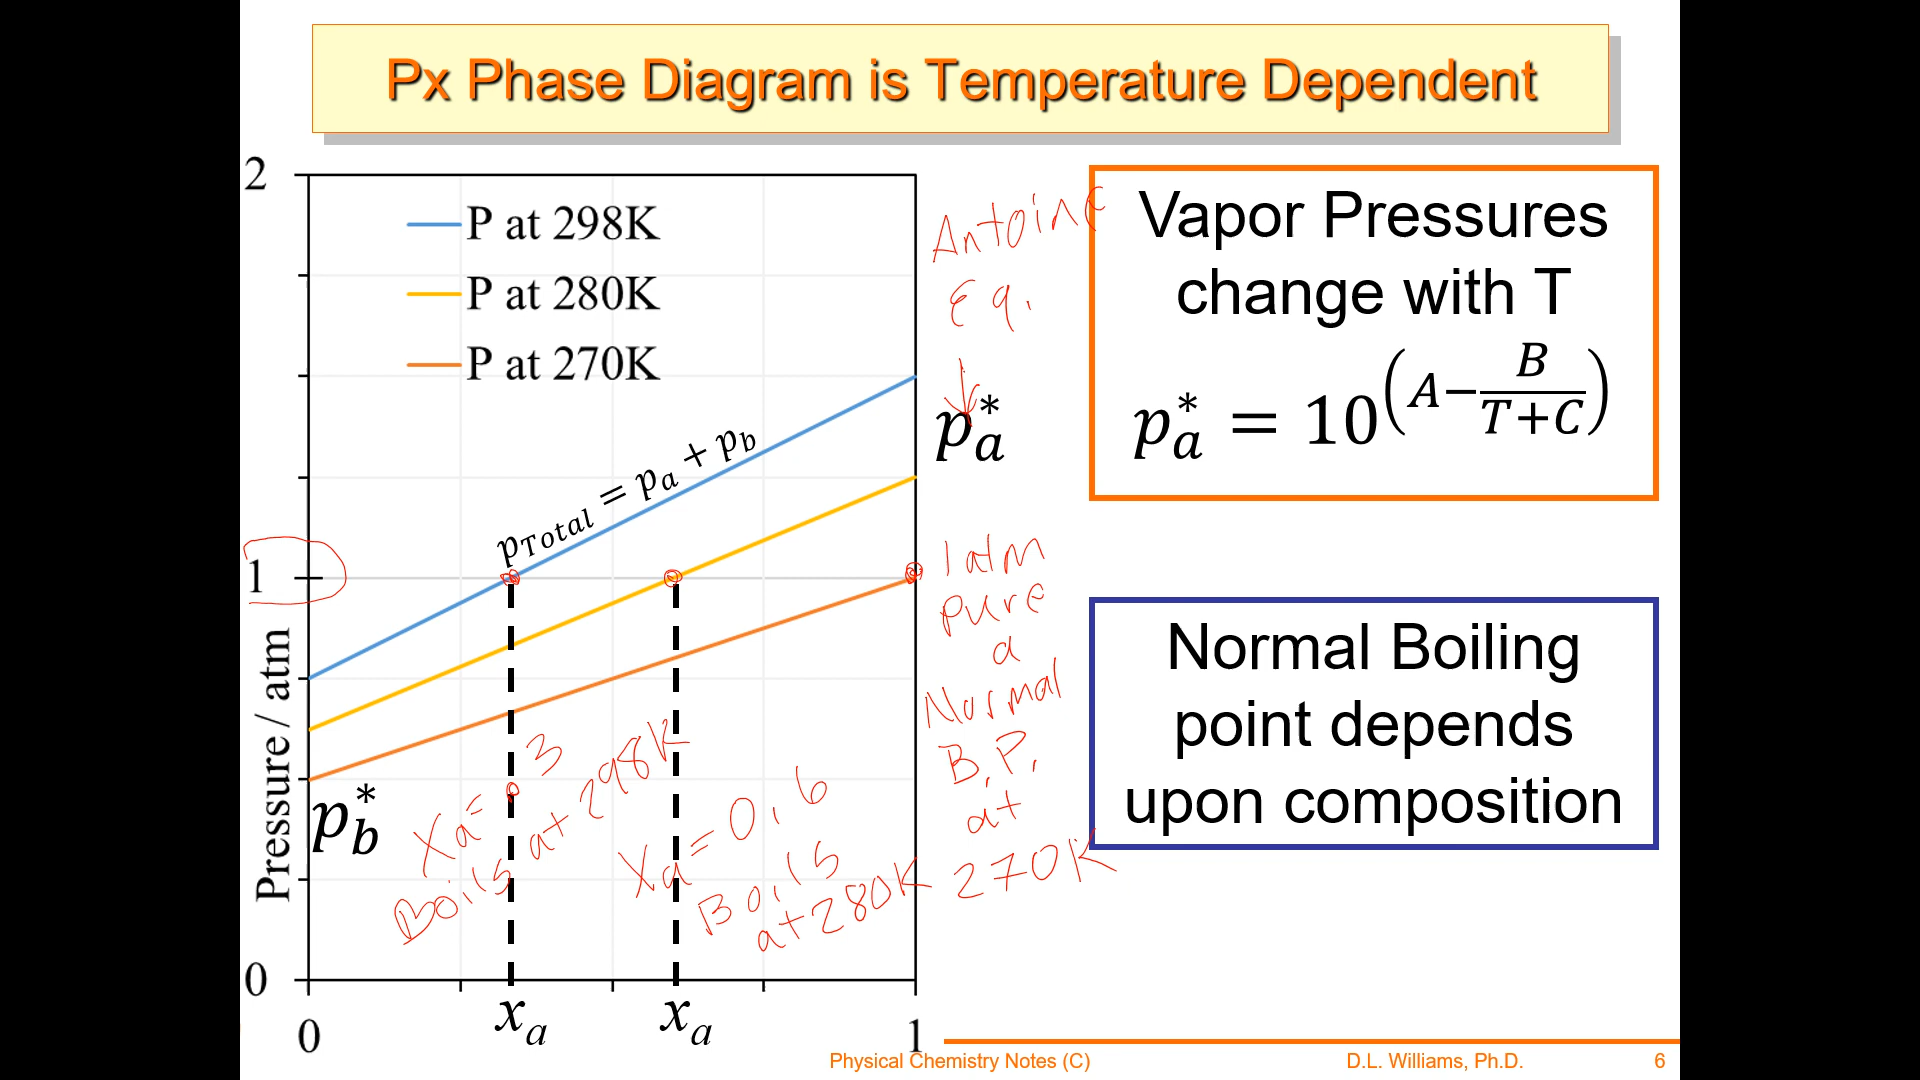 Px Phase Diagram is Temperature Dependent
2
P at 298K
P at 280K
P at 270K
Antoine
Eq.
Vapor Pressures
change with T
p_a^* = 10^(A−B/(T+C))
p_a^*
p_Total = p_a + p_b
1
1 atm
pure
a
Normal
B.P.
at
270K
Normal Boiling
point depends
upon composition
Pressure / atm
p_b^*
Xa= .3
Boils at 298K
Xa= 0.6
Boils
at 280K
0
x_a
x_a
0
1
Physical Chemistry Notes (C)
D.L. Williams, Ph.D.
6